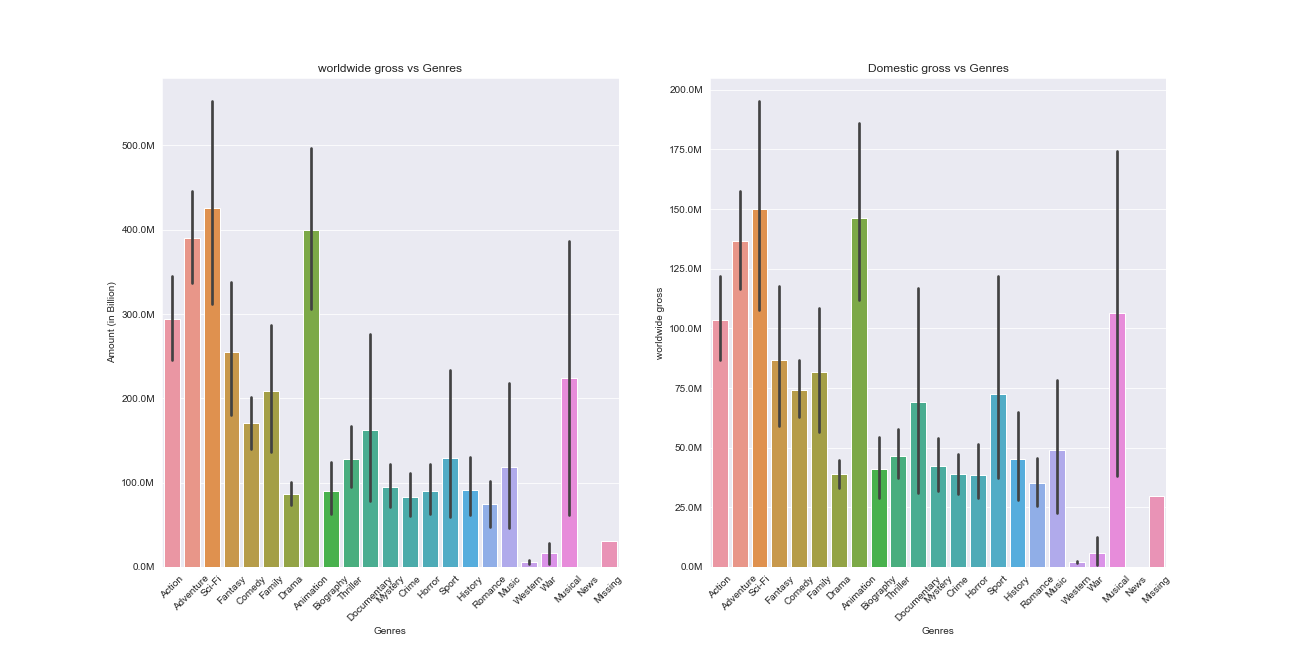 worldwide gross vs Genres
Amount (in Billion)
500.0M
400.0M
300.0M
200.0M
100.0M
0.0M
Action
Adventure
Sci-Fi
Fantasy
Comedy
Family
Drama
Animation
Biography
Thriller
Documentary
Mystery
Crime
Horror
Sport
History
Romance
Music
Western
War
Musical
News
Missing
Genres
Domestic gross vs Genres
worldwide gross
200.0M
175.0M
150.0M
125.0M
100.0M
75.0M
50.0M
25.0M
0.0M
Action
Adventure
Sci-Fi
Fantasy
Comedy
Family
Drama
Animation
Biography
Thriller
Documentary
Mystery
Crime
Horror
Sport
History
Romance
Music
Western
War
Musical
News
Missing
Genres